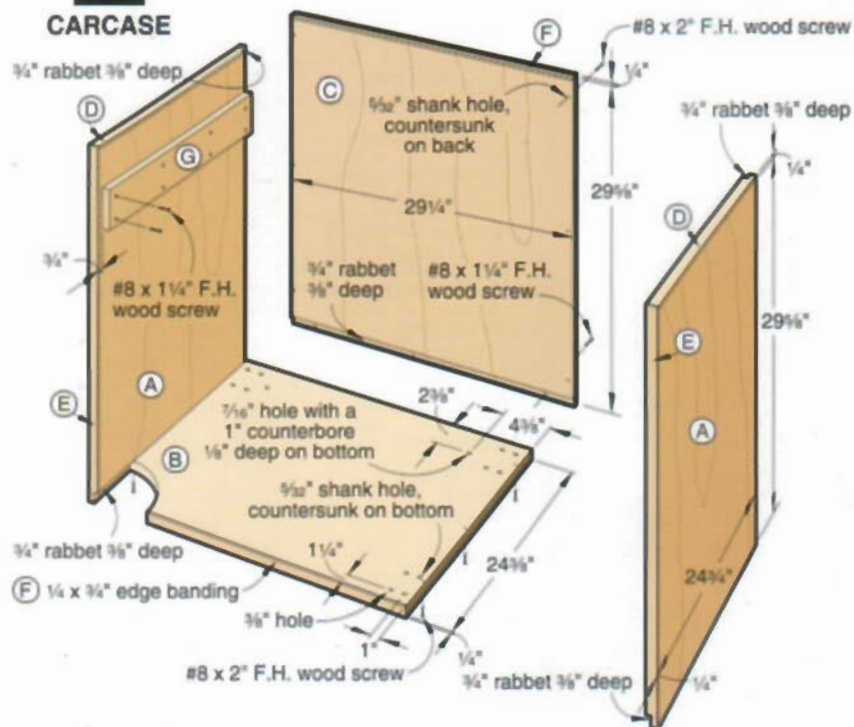 CARCASE
¾" rabbet ⅜" deep
D
G
¾"
#8 x 1¼" F.H.
wood screw
A
E
¾" rabbet ⅜" deep
F ¼ x ¾" edge banding
C
F
#8 x 2" F.H. wood screw
¼"
5/32" shank hole,
countersunk
on back
29¼"
29⅝"
¾" rabbet
⅜" deep
#8 x 1¼" F.H.
wood screw
B
7/16" hole with a
1" counterbore
⅛" deep on bottom
2⅜"
4⅜"
5/32" shank hole,
countersunk on bottom
1¼"
24⅜"
⅜" hole
1"
¼"
#8 x 2" F.H. wood screw
¾" rabbet ⅜" deep
¼"
D
E
29⅝"
A
24¾"
¼"
¾" rabbet ⅜" deep